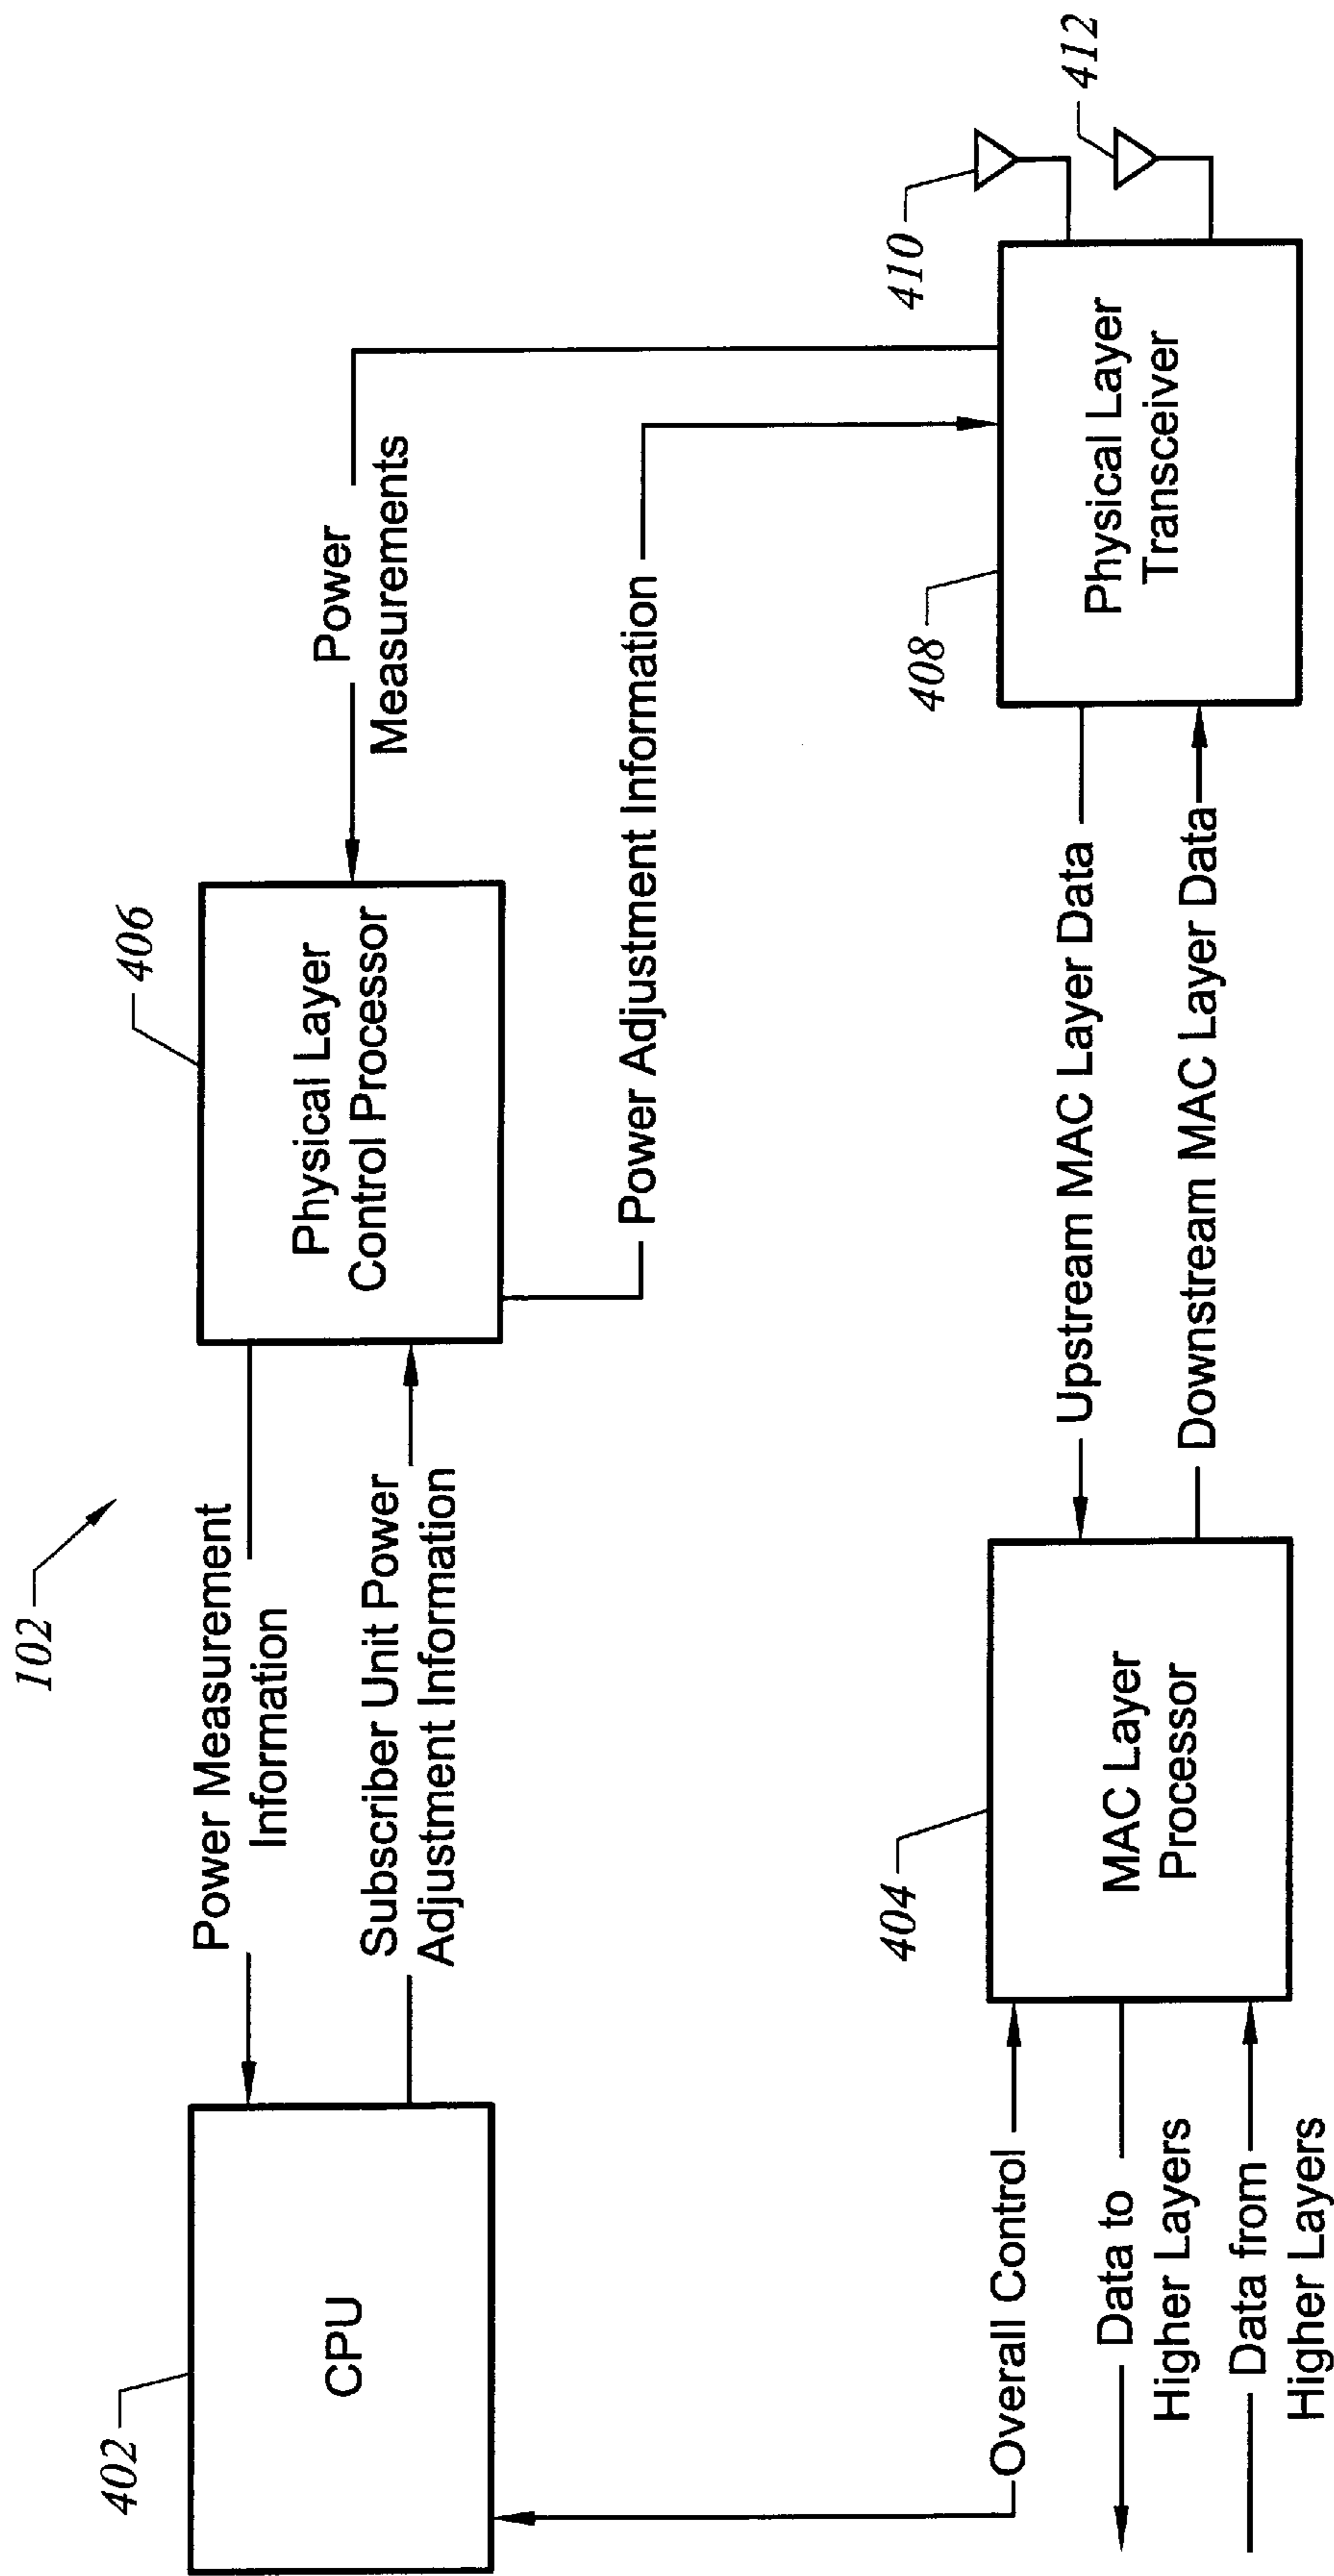 102
402
CPU
Power Measurement
Information
Subscriber Unit Power
Adjustment Information
406
Physical Layer
Control Processor
Power
Measurements
Power Adjustment Information
Overall Control
Data to
Higher Layers
Data from
Higher Layers
404
MAC Layer
Processor
Upstream MAC Layer Data
Downstream MAC Layer Data
408
Physical Layer
Transceiver
410
412